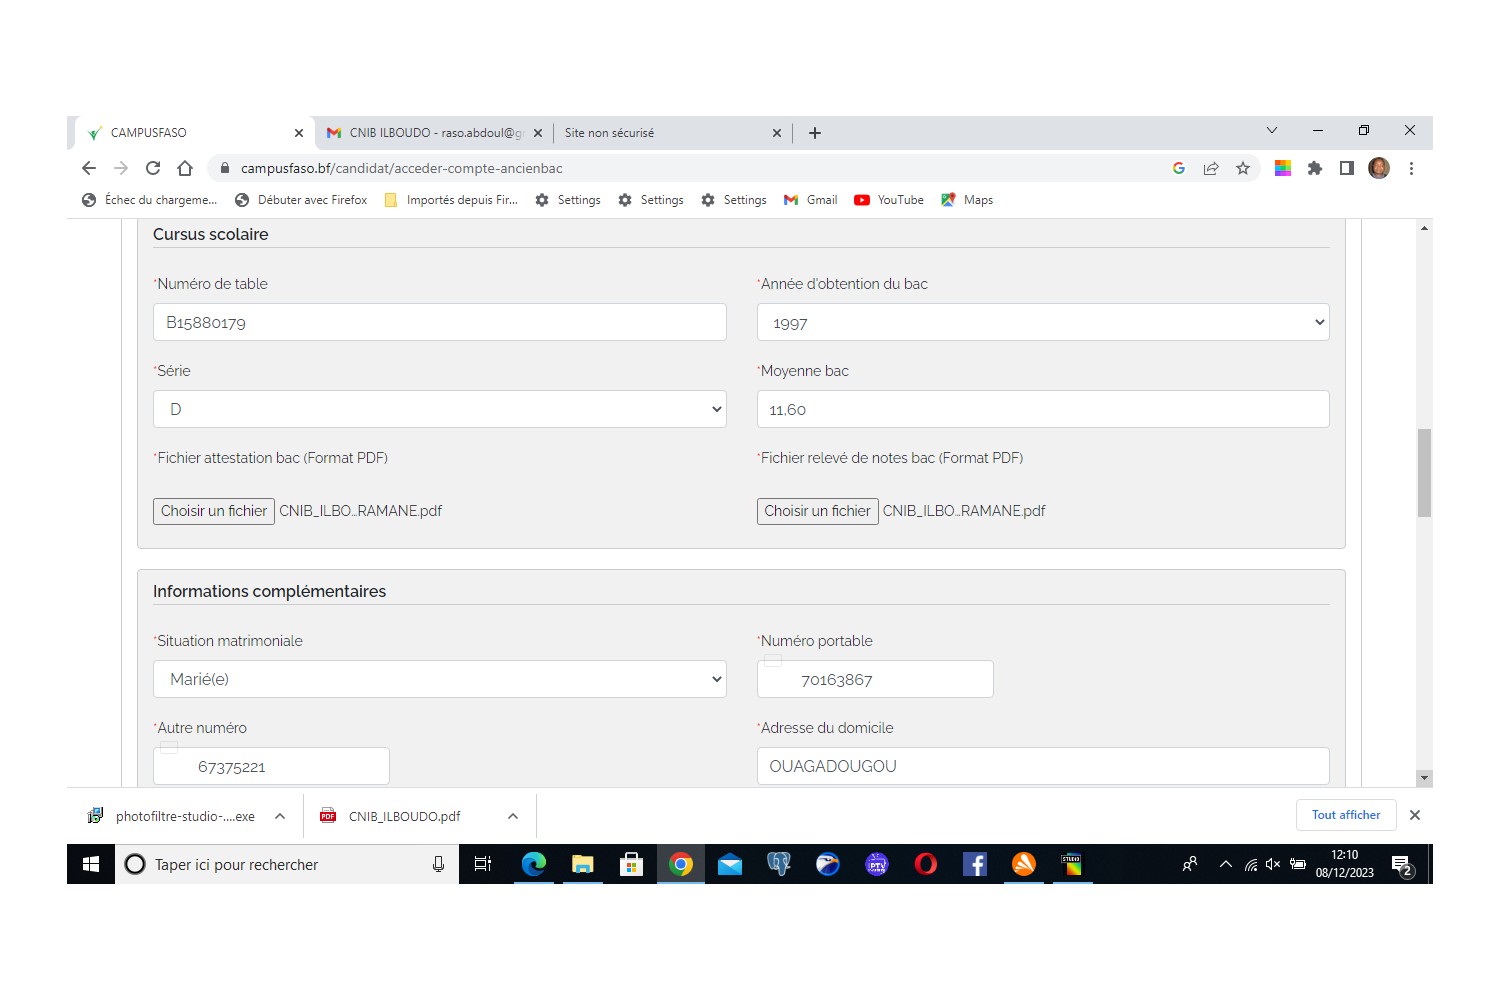 CAMPUSFASO
CNIB ILBOUDO - raso.abdoul@g
Site non sécurisé
campusfaso.bf/candidat/acceder-compte-ancienbac
Échec du chargeme... Débuter avec Firefox Importés depuis Fir... Settings Settings Settings Gmail YouTube Maps
Cursus scolaire
*Numéro de table *Année d'obtention du bac
B15880179 1997
*Série *Moyenne bac
D 11,60
*Fichier attestation bac (Format PDF) *Fichier relevé de notes bac (Format PDF)
Choisir un fichier CNIB_ILBO...RAMANE.pdf Choisir un fichier CNIB_ILBO...RAMANE.pdf
Informations complémentaires
*Situation matrimoniale *Numéro portable
Marié(e) 70163867
*Autre numéro *Adresse du domicile
67375221 OUAGADOUGOU
photofiltre-studio-....exe CNIB_ILBOUDO.pdf Tout afficher
Taper ici pour rechercher
12:10
08/12/2023
2